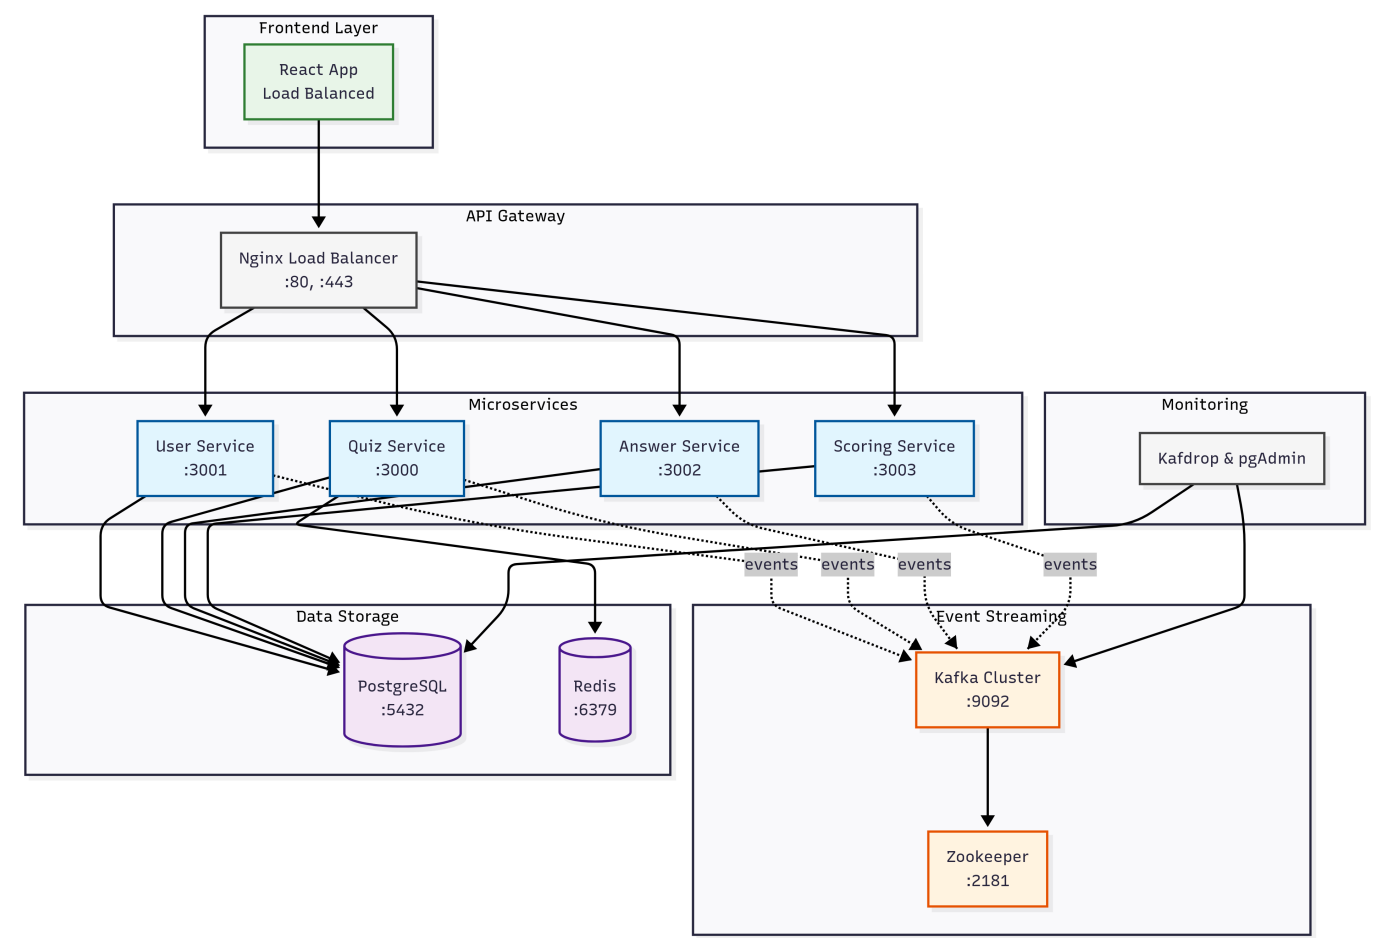 Frontend Layer
React App
Load Balanced
API Gateway
Nginx Load Balancer
:80, :443
Microservices
User Service
:3001
Quiz Service
:3000
Answer Service
:3002
Scoring Service
:3003
Monitoring
Kafdrop & pgAdmin
events
events
events
events
Data Storage
PostgreSQL
:5432
Redis
:6379
Event Streaming
Kafka Cluster
:9092
Zookeeper
:2181